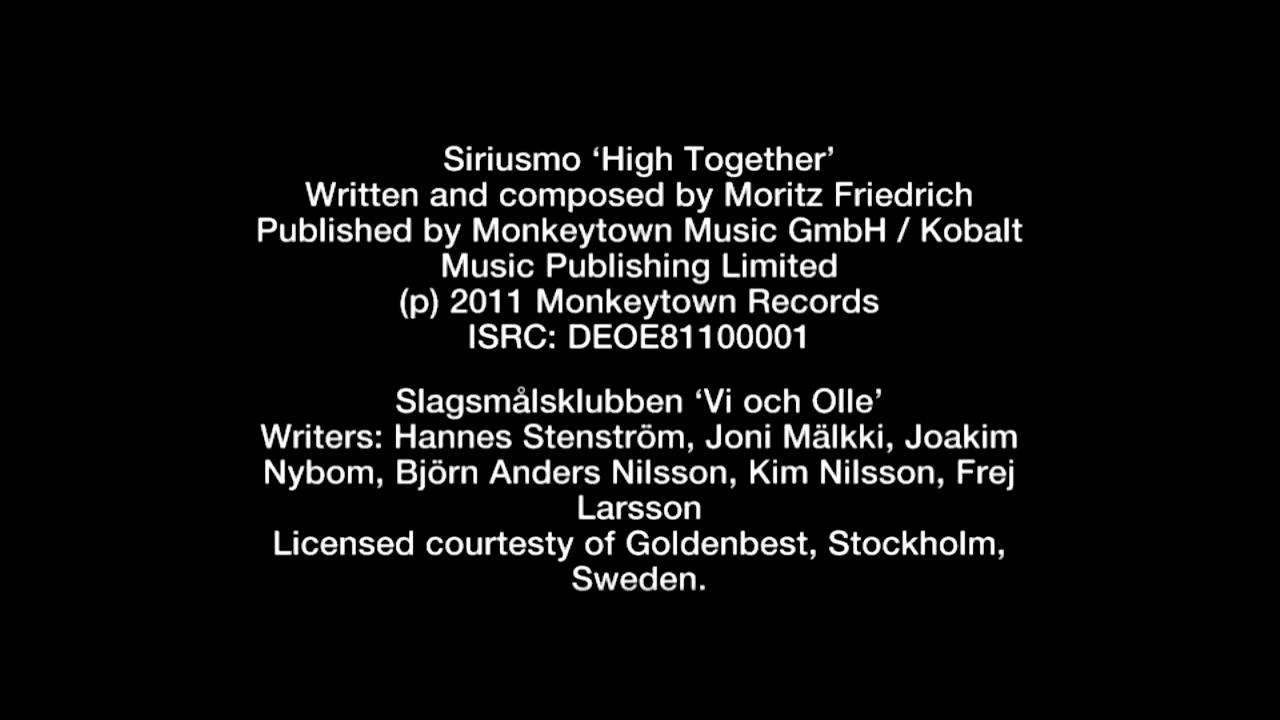 Siriusmo ‘High Together’
Written and composed by Moritz Friedrich
Published by Monkeytown Music GmbH / Kobalt
Music Publishing Limited
(p) 2011 Monkeytown Records
ISRC: DEOE81100001
Slagsmålsklubben ‘Vi och Olle’
Writers: Hannes Stenström, Joni Mälkki, Joakim
Nybom, Björn Anders Nilsson, Kim Nilsson, Frej
Larsson
Licensed courtesty of Goldenbest, Stockholm,
Sweden.